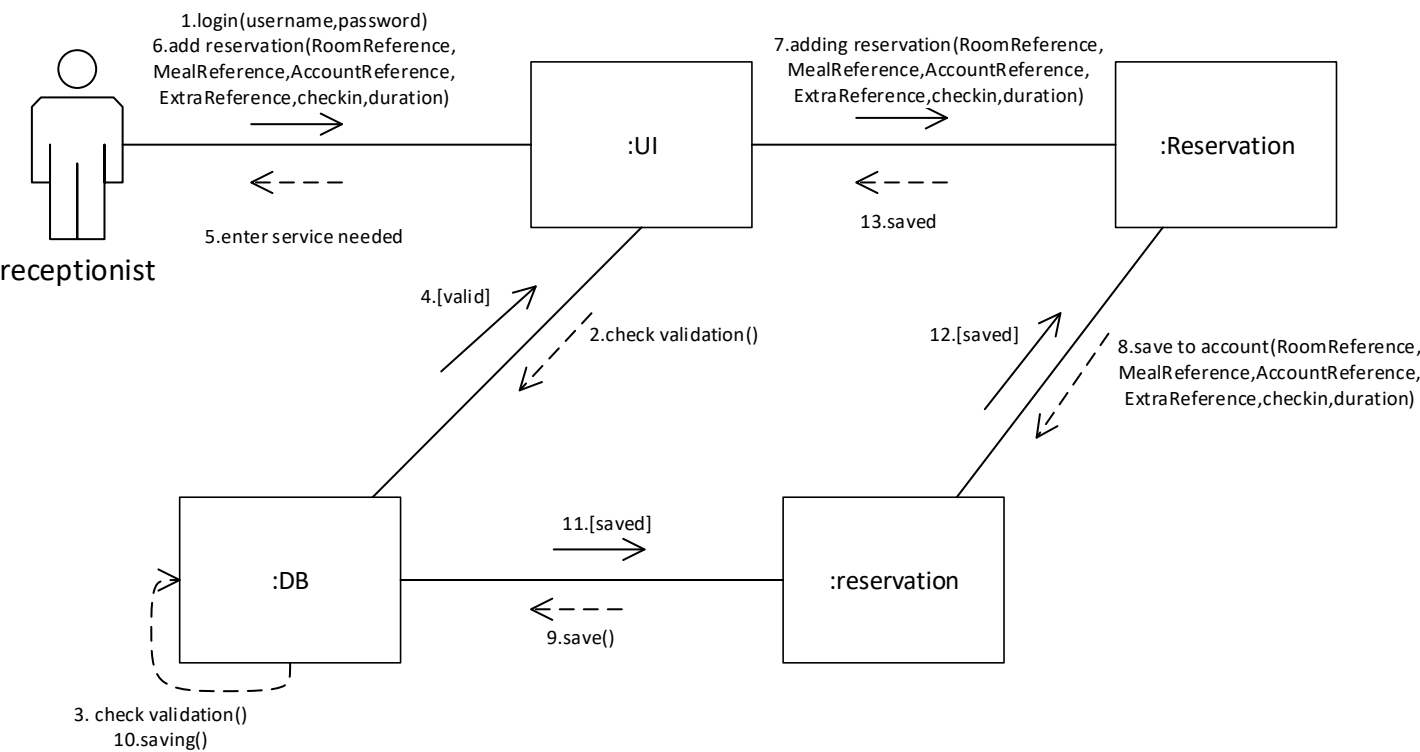 1.login(username,password)
6.add reservation(RoomReference,
MealReference,AccountReference,
ExtraReference,checkin,duration)
7.adding reservation(RoomReference,
MealReference,AccountReference,
ExtraReference,checkin,duration)
:UI
:Reservation
5.enter service needed
13.saved
receptionist
4.[valid]
2.check validation()
12.[saved]
8.save to account(RoomReference,
MealReference,AccountReference,
ExtraReference,checkin,duration)
11.[saved]
:DB
:reservation
9.save()
3. check validation()
10.saving()